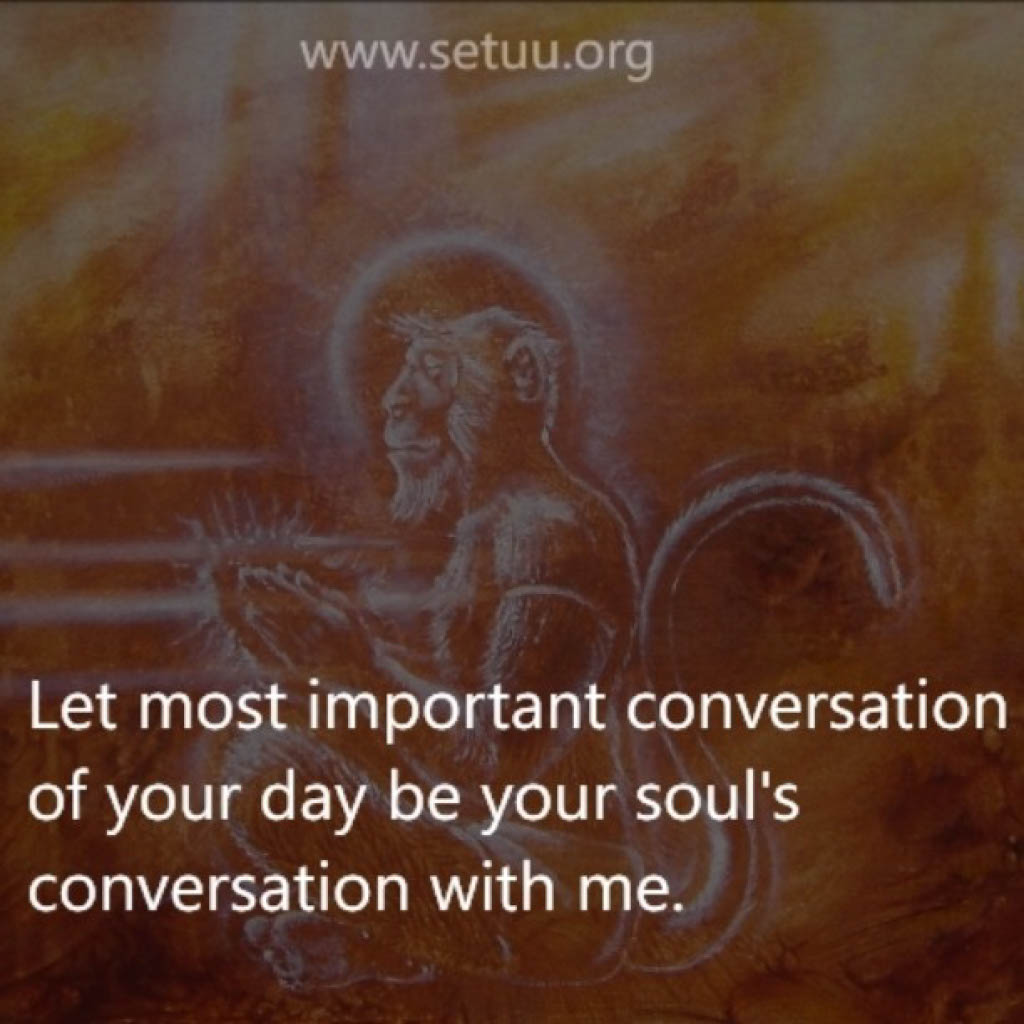 www.setuu.org
Let most important conversation
of your day be your soul's
conversation with me.